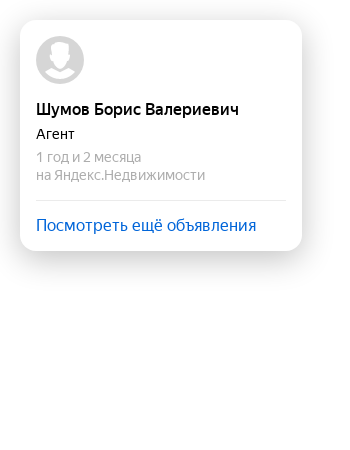 Шумов Борис Валериевич
Агент
1 год и 2 месяца
на Яндекс.Недвижимости
Посмотреть ещё объявления